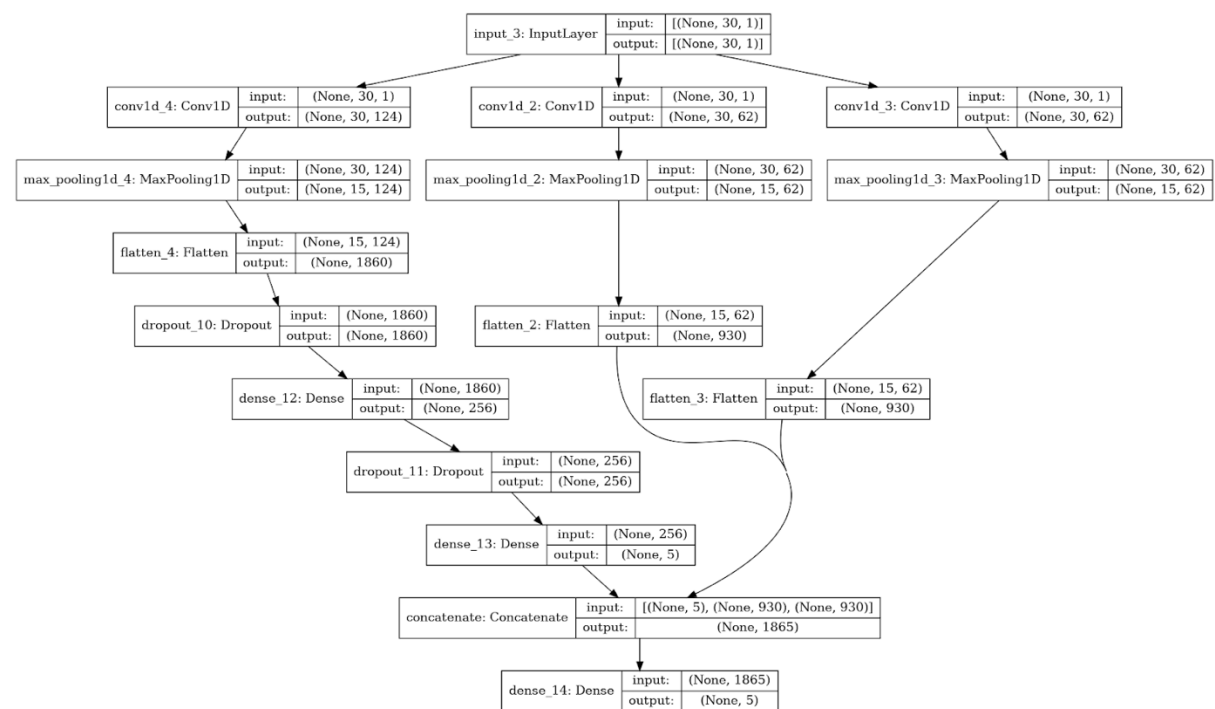 input_3: InputLayer
input: [(None, 30, 1)]
output: [(None, 30, 1)]
conv1d_4: Conv1D
input: (None, 30, 1)
output: (None, 30, 124)
conv1d_2: Conv1D
input: (None, 30, 1)
output: (None, 30, 62)
conv1d_3: Conv1D
input: (None, 30, 1)
output: (None, 30, 62)
max_pooling1d_4: MaxPooling1D
input: (None, 30, 124)
output: (None, 15, 124)
max_pooling1d_2: MaxPooling1D
input: (None, 30, 62)
output: (None, 15, 62)
max_pooling1d_3: MaxPooling1D
input: (None, 30, 62)
output: (None, 15, 62)
flatten_4: Flatten
input: (None, 15, 124)
output: (None, 1860)
dropout_10: Dropout
input: (None, 1860)
output: (None, 1860)
flatten_2: Flatten
input: (None, 15, 62)
output: (None, 930)
dense_12: Dense
input: (None, 1860)
output: (None, 256)
flatten_3: Flatten
input: (None, 15, 62)
output: (None, 930)
dropout_11: Dropout
input: (None, 256)
output: (None, 256)
dense_13: Dense
input: (None, 256)
output: (None, 5)
concatenate: Concatenate
input: [(None, 5), (None, 930), (None, 930)]
output: (None, 1865)
dense_14: Dense
input: (None, 1865)
output: (None, 5)